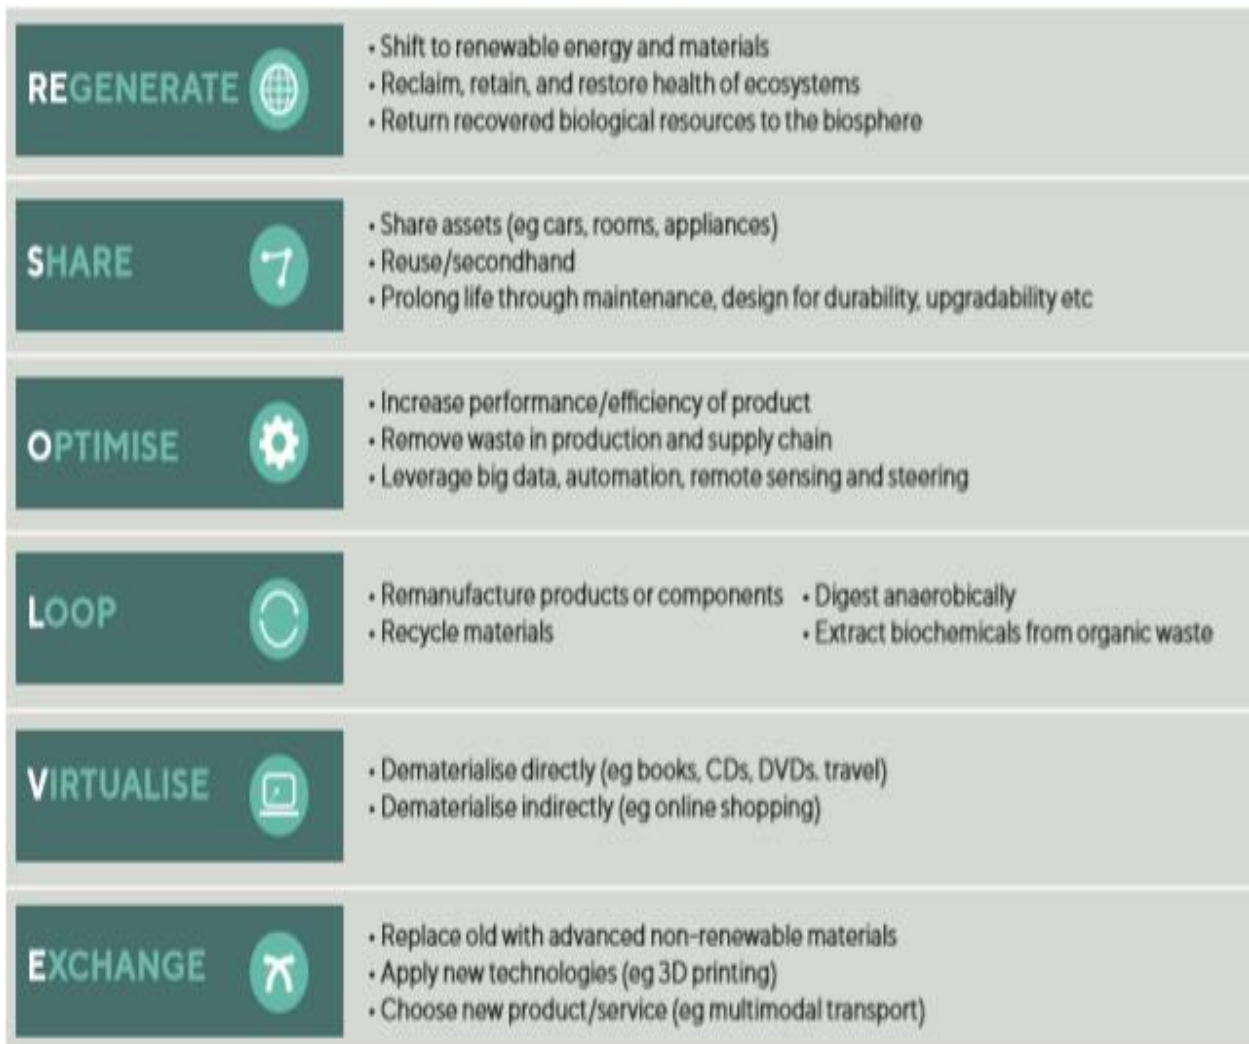 REGENERATE
• Shift to renewable energy and materials
• Reclaim, retain, and restore health of ecosystems
• Return recovered biological resources to the biosphere
SHARE
• Share assets (eg cars, rooms, appliances)
• Reuse/secondhand
• Prolong life through maintenance, design for durability, upgradability etc
OPTIMISE
• Increase performance/efficiency of product
• Remove waste in production and supply chain
• Leverage big data, automation, remote sensing and steering
LOOP
• Remanufacture products or components
• Recycle materials
• Digest anaerobically
• Extract biochemicals from organic waste
VIRTUALISE
• Dematerialise directly (eg books, CDs, DVDs. travel)
• Dematerialise indirectly (eg online shopping)
EXCHANGE
• Replace old with advanced non-renewable materials
• Apply new technologies (eg 3D printing)
• Choose new product/service (eg multimodal transport)